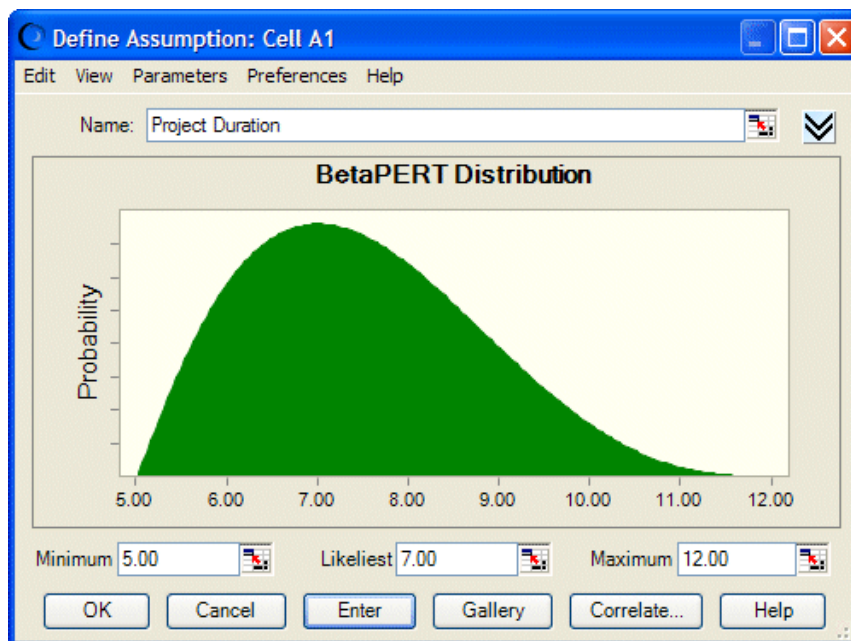 Define Assumption: Cell A1
Edit View Parameters Preferences Help
Name: Project Duration
BetaPERT Distribution
Probability
5.00 6.00 7.00 8.00 9.00 10.00 11.00 12.00
Minimum 5.00 Likeliest 7.00 Maximum 12.00
OK Cancel Enter Gallery Correlate... Help